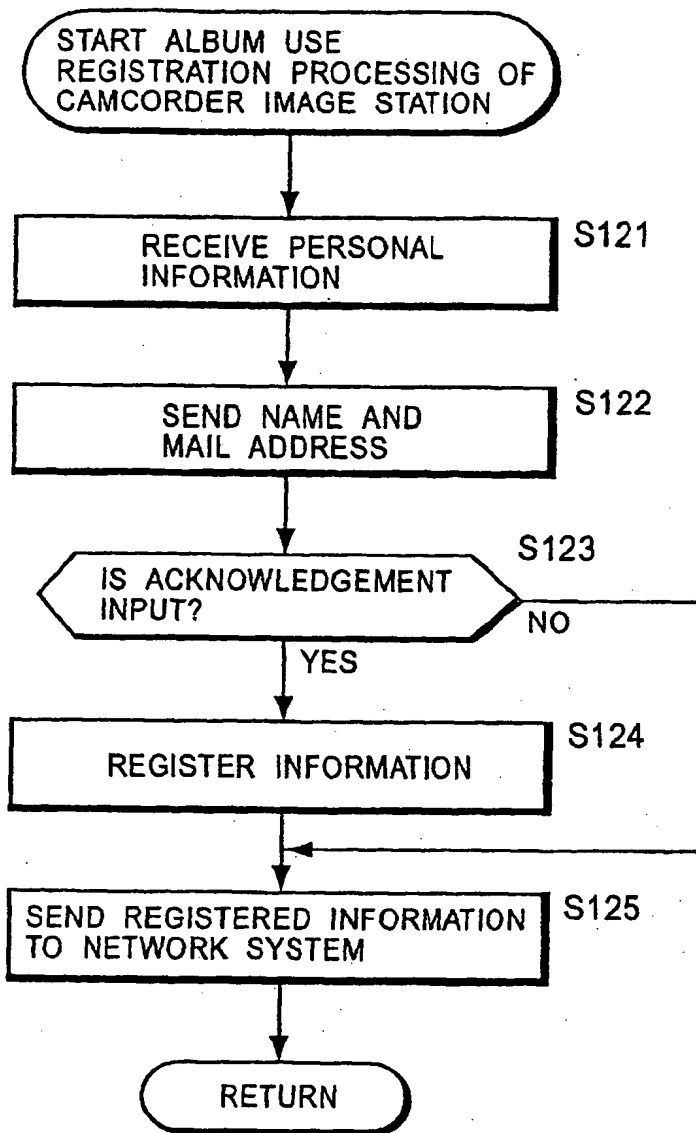 START ALBUM USE
REGISTRATION PROCESSING OF
CAMCORDER IMAGE STATION
S121
RECEIVE PERSONAL
INFORMATION
S122
SEND NAME AND
MAIL ADDRESS
S123
IS ACKNOWLEDGEMENT
INPUT?
NO
YES
S124
REGISTER INFORMATION
S125
SEND REGISTERED INFORMATION
TO NETWORK SYSTEM
RETURN